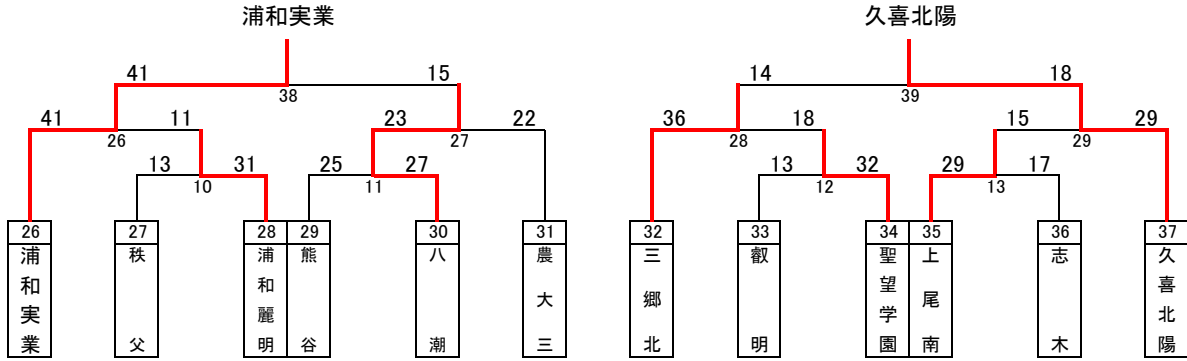 浦和実業 久喜北陽
41 15 14 18
38 39
41 11 23 22 36 18 15 29
26 27 28 29
13 31 25 27 13 32 29 17
10 11 12 13
26 27 28 29 30 31 32 33 34 35 36 37
浦和実業
秩父
浦和麗明
熊谷
八潮
農大三
三郷北
叡明
聖望学園
上尾南
志木
久喜北陽